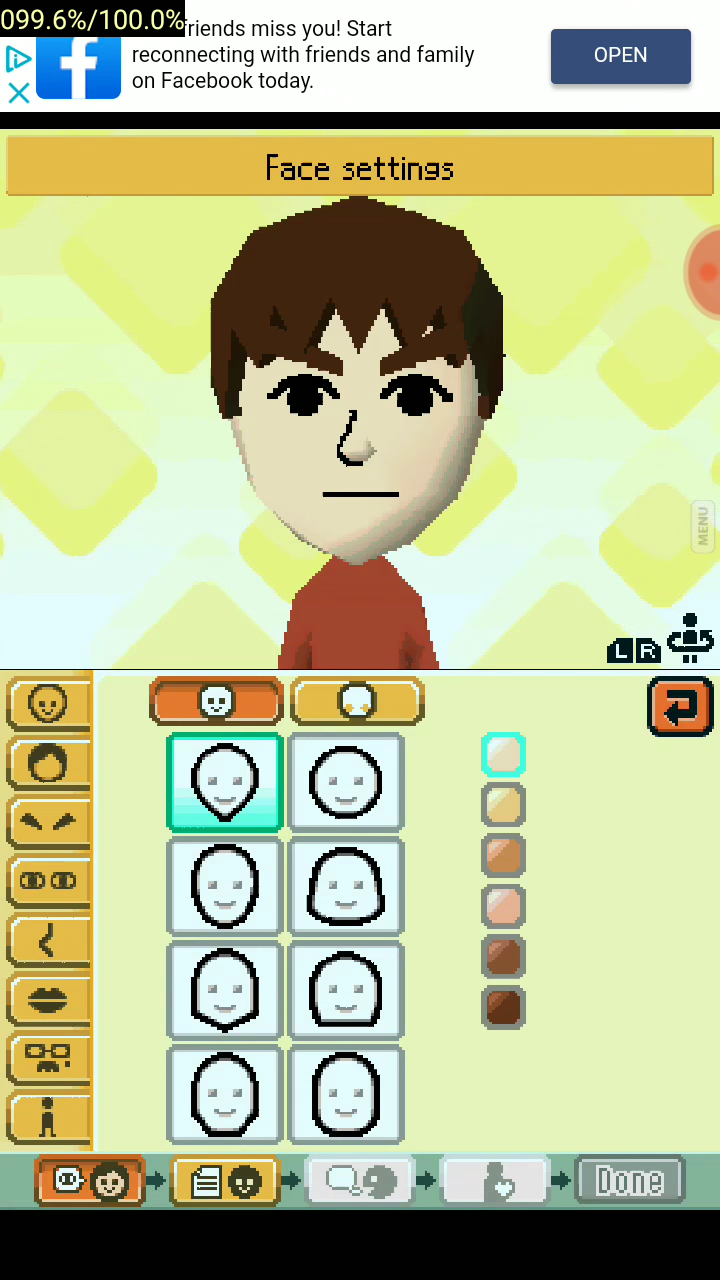 099.6%/100.0%
friends miss you! Start
reconnecting with friends and family
on Facebook today.
OPEN
Face settings
MENU
L R
Done